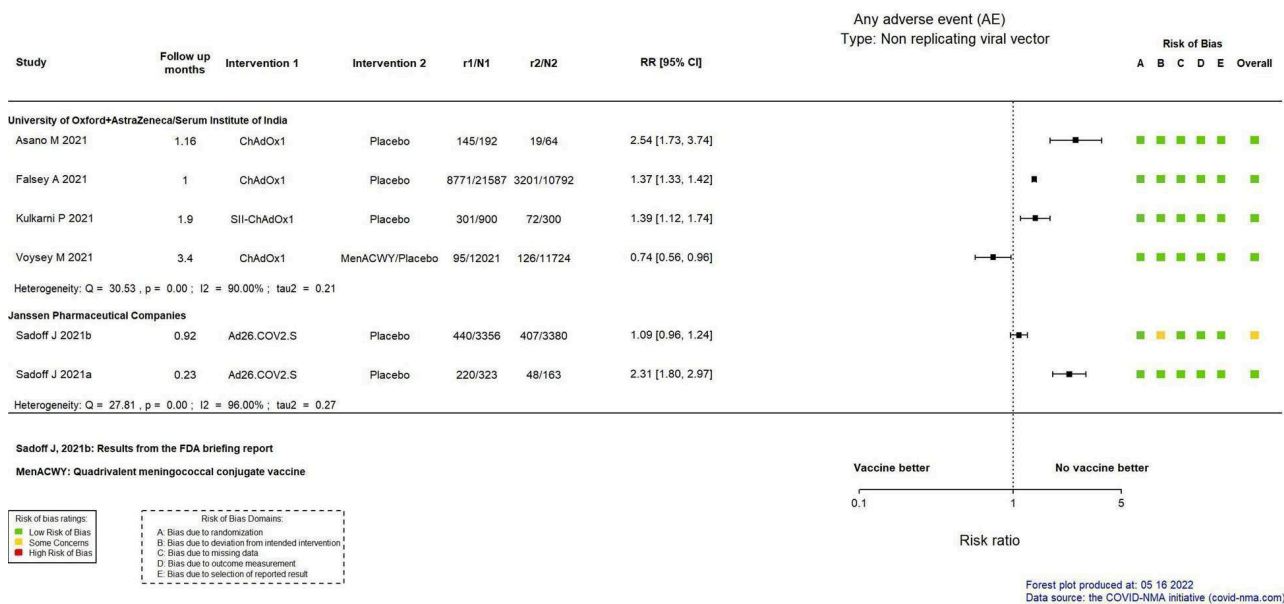 Any adverse event (AE)
Type: Non replicating viral vector
Risk of Bias
Study Follow up months Intervention 1 Intervention 2 r1/N1 r2/N2 RR [95% CI] A B C D E Overall
University of Oxford+AstraZeneca/Serum Institute of India
Asano M 2021 1.16 ChAdOx1 Placebo 145/192 19/64 2.54 [1.73, 3.74]
Falsey A 2021 1 ChAdOx1 Placebo 8771/21587 3201/10792 1.37 [1.33, 1.42]
Kulkarni P 2021 1.9 SII-ChAdOx1 Placebo 301/900 72/300 1.39 [1.12, 1.74]
Voysey M 2021 3.4 ChAdOx1 MenACWY/Placebo 95/12021 126/11724 0.74 [0.56, 0.96]
Heterogeneity: Q = 30.53 , p = 0.00 ; I2 = 90.00% ; tau2 = 0.21
Janssen Pharmaceutical Companies
Sadoff J 2021b 0.92 Ad26.COV2.S Placebo 440/3356 407/3380 1.09 [0.96, 1.24]
Sadoff J 2021a 0.23 Ad26.COV2.S Placebo 220/323 48/163 2.31 [1.80, 2.97]
Heterogeneity: Q = 27.81 , p = 0.00 ; I2 = 96.00% ; tau2 = 0.27
Sadoff J, 2021b: Results from the FDA briefing report
MenACWY: Quadrivalent meningococcal conjugate vaccine
Vaccine better No vaccine better
0.1 1 5
Risk ratio
Risk of bias ratings:
Low Risk of Bias
Some Concerns
High Risk of Bias
Risk of Bias Domains:
A: Bias due to randomization
B: Bias due to deviation from intended intervention
C: Bias due to missing data
D: Bias due to outcome measurement
E: Bias due to selection of reported result
Forest plot produced at: 05 16 2022
Data source: the COVID-NMA initiative (covid-nma.com)